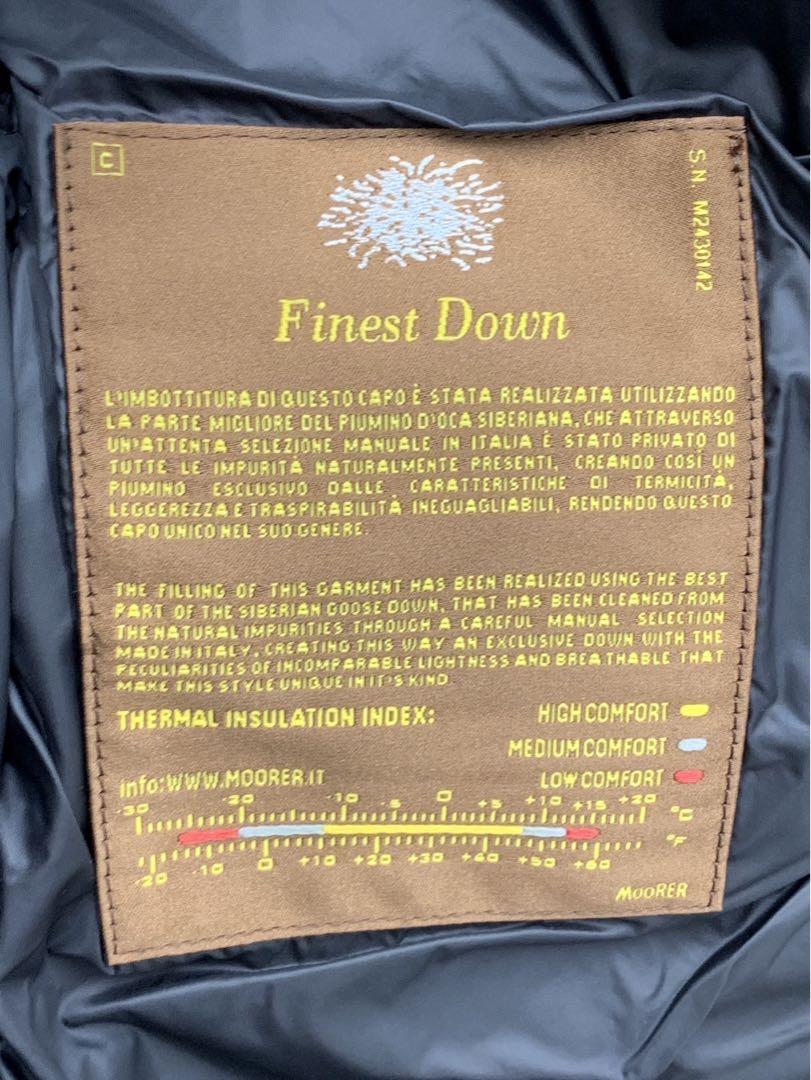 C
S.N. M2430142
Finest Down
L'IMBOTTITURA DI QUESTO CAPO È STATA REALIZZATA UTILIZZANDO
LA PARTE MIGLIORE DEL PIUMINO D'OCA SIBERIANA, CHE ATTRAVERSO
UN'ATTENTA SELEZIONE MANUALE IN ITALIA È STATO PRIVATO DI
TUTTE LE IMPURITÀ NATURALMENTE PRESENTI, CREANDO COSÌ UN
PIUMINO ESCLUSIVO DALLE CARATTERISTICHE DI TERMICITÀ,
LEGGEREZZA E TRASPIRABILITÀ INEGUAGLIABILI, RENDENDO QUESTO
CAPO UNICO NEL SUO GENERE.
THE FILLING OF THIS GARMENT HAS BEEN REALIZED USING THE BEST
PART OF THE SIBERIAN GOOSE DOWN, THAT HAS BEEN CLEANED FROM
THE NATURAL IMPURITIES THROUGH A CAREFUL MANUAL SELECTION
MADE IN ITALY, CREATING THIS WAY AN EXCLUSIVE DOWN WITH THE
PECULIARITIES OF INCOMPARABLE LIGHTNESS AND BREATHABLE THAT
MAKE THIS STYLE UNIQUE IN IT'S KIND.
THERMAL INSULATION INDEX: HIGH COMFORT
MEDIUM COMFORT
info:WWW.MOORER.IT LOW COMFORT
-30 -20 -10 -5 0 +5 +10 +15 +20 °C
-20 -10 0 +10 +20 +30 +40 +50 +60 °F
MOORER